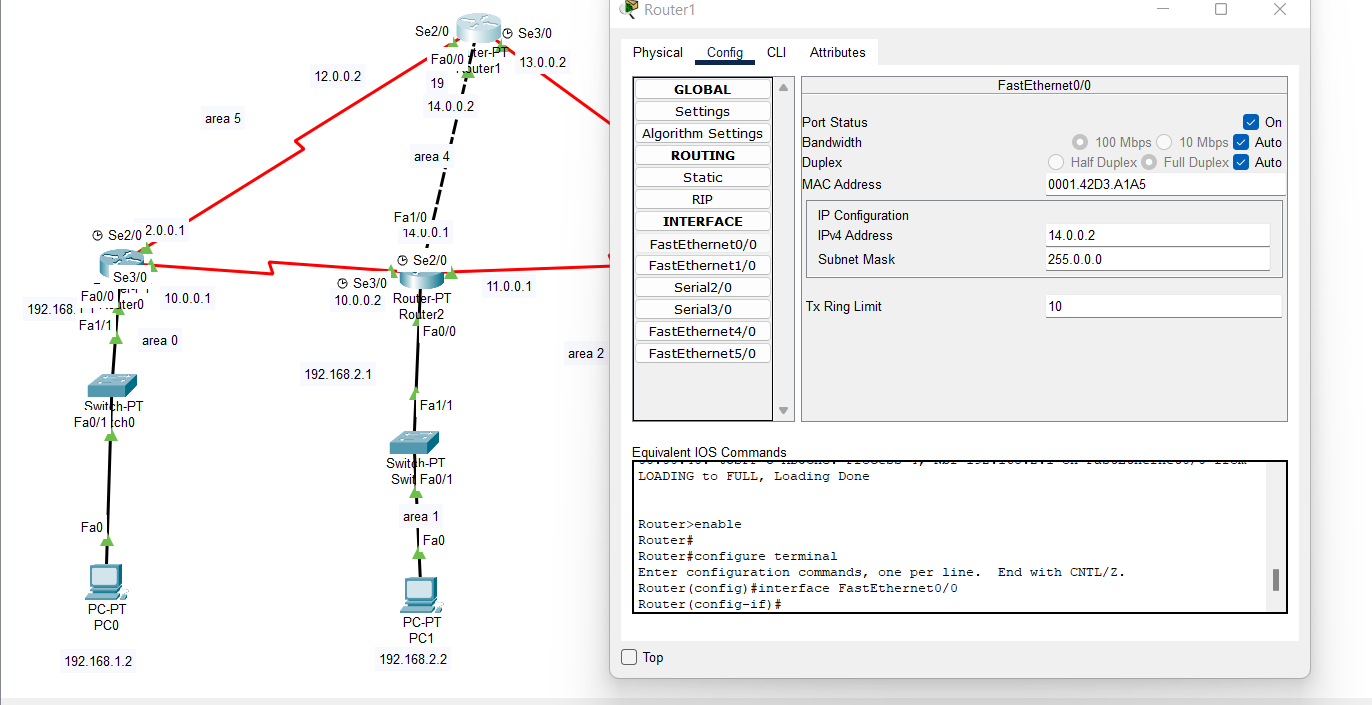 Router1
Physical
Config
CLI
Attributes
GLOBAL
Settings
Algorithm Settings
ROUTING
Static
RIP
INTERFACE
FastEthernet0/0
FastEthernet1/0
Serial2/0
Serial3/0
FastEthernet4/0
FastEthernet5/0
FastEthernet0/0
Port Status
On
Bandwidth
100 Mbps
10 Mbps
Auto
Duplex
Half Duplex
Full Duplex
Auto
MAC Address
0001.42D3.A1A5
IP Configuration
IPv4 Address
14.0.0.2
Subnet Mask
255.0.0.0
Tx Ring Limit
10
Equivalent IOS Commands
LOADING to FULL, Loading Done
Router>enable
Router#
Router#configure terminal
Enter configuration commands, one per line.  End with CNTL/Z.
Router(config)#interface FastEthernet0/0
Router(config-if)#
Top
Se2/0
Se3/0
Fa0/0
13.0.0.2
12.0.0.2
19
14.0.0.2
area 5
area 4
Fa1/0
14.0.0.1
Se2/0
2.0.0.1
Se2/0
Se3/0
Se3/0
10.0.0.1
10.0.0.2
11.0.0.1
Router-PT
Router2
Fa0/0
Fa0/0
192.168.
Fa1/1
area 0
area 2
192.168.2.1
Switch-PT
Fa0/1
Fa1/1
Switch-PT
Fa0/1
area 1
Fa0
Fa0
PC-PT
PC0
PC-PT
PC1
192.168.1.2
192.168.2.2